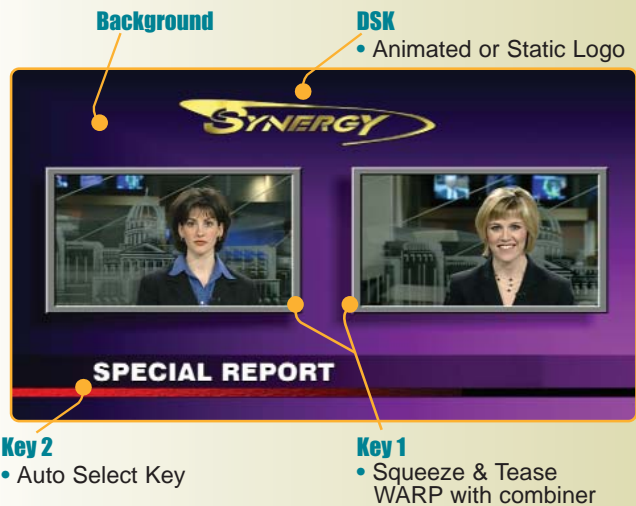 Background
DSK
• Animated or Static Logo
SYNERGY
SPECIAL REPORT
Key 2
• Auto Select Key
Key 1
• Squeeze & Tease
WARP with combiner